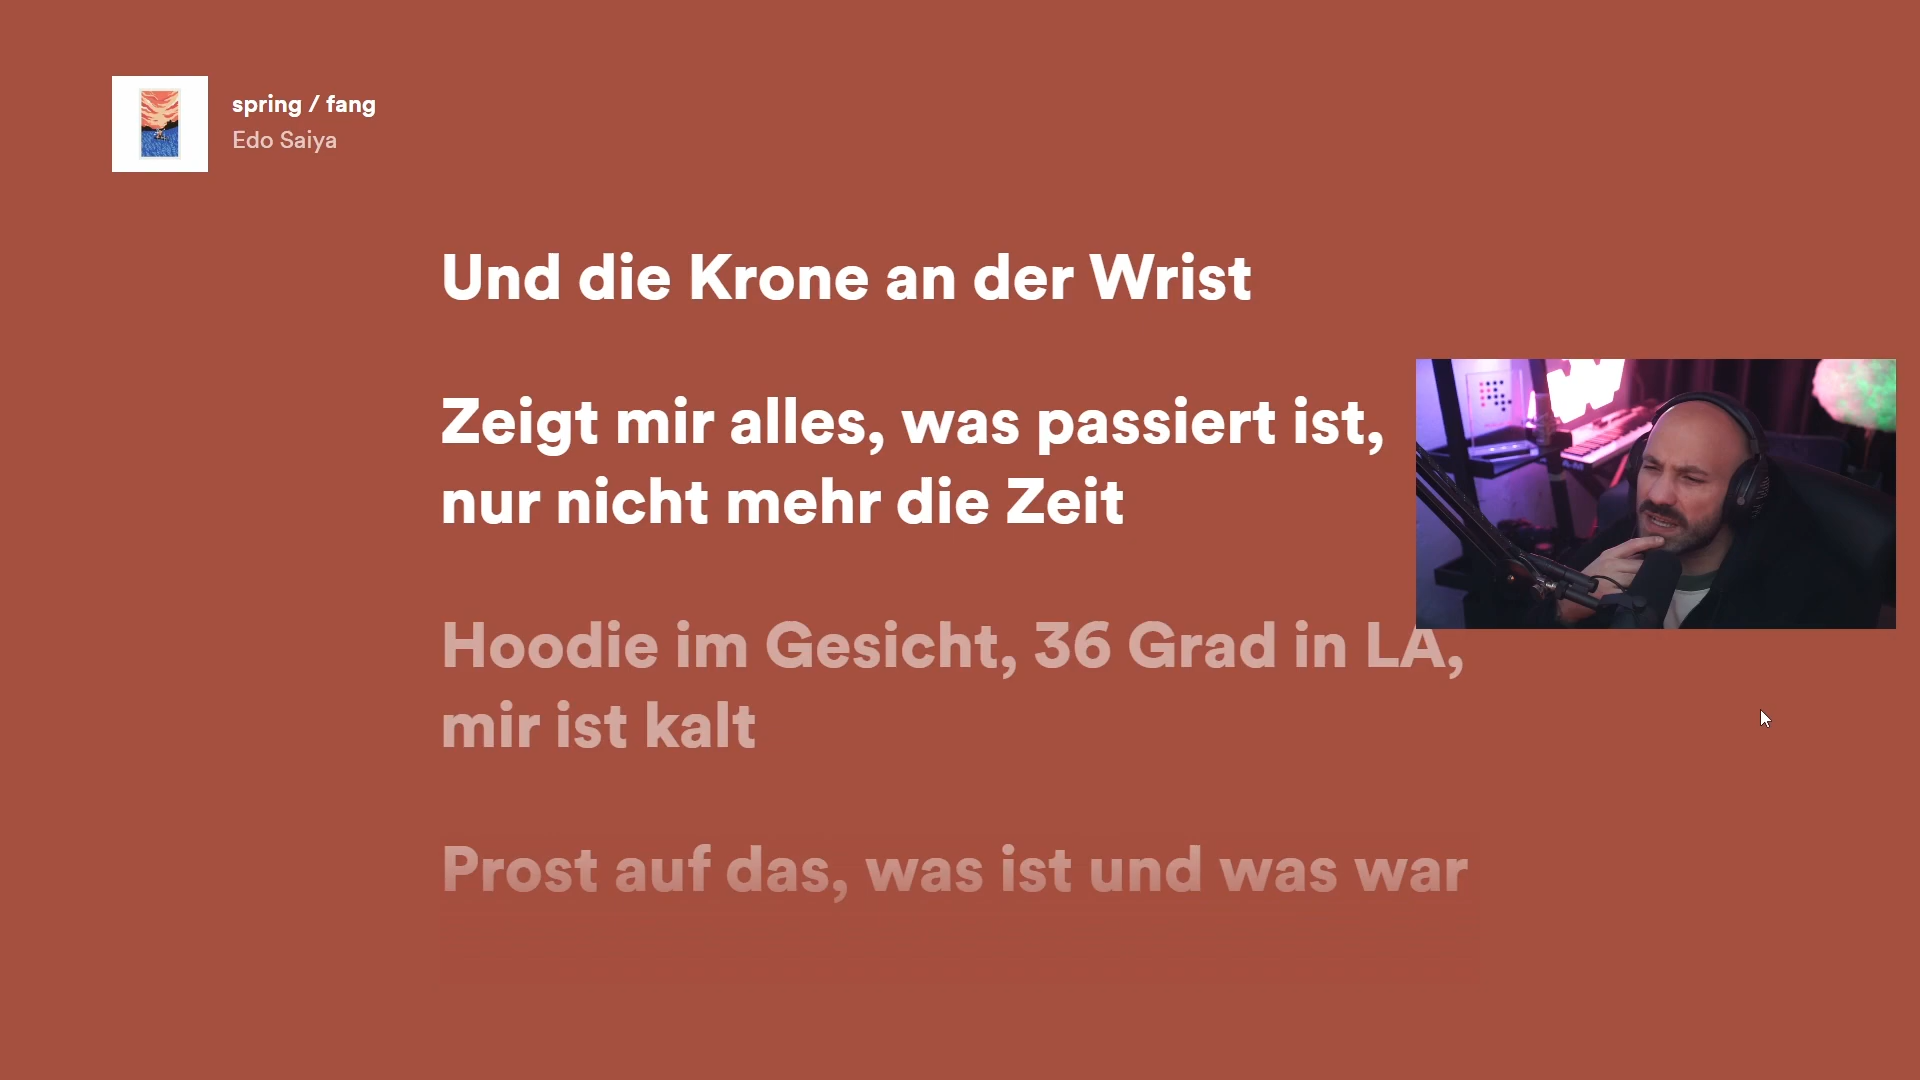 spring / fang
Edo Saiya
Und die Krone an der Wrist
Zeigt mir alles, was passiert ist,
nur nicht mehr die Zeit
Hoodie im Gesicht, 36 Grad in LA,
mir ist kalt
Prost auf das, was ist und was war